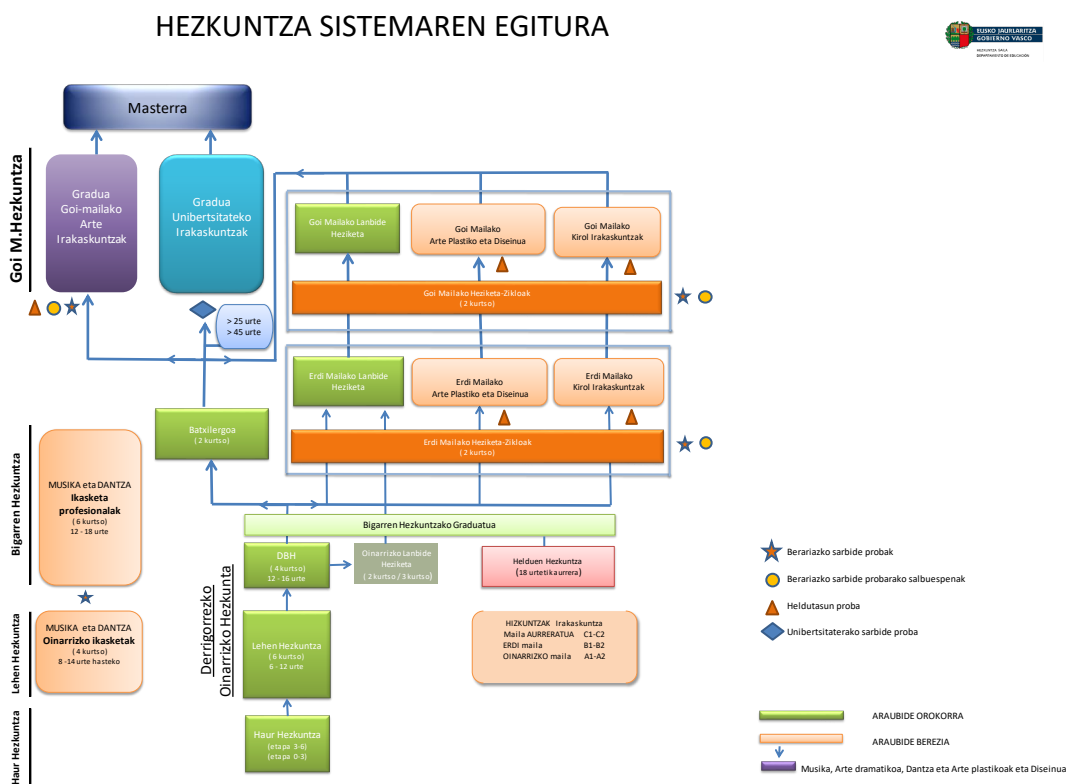 HEZKUNTZA SISTEMAREN EGITURA
EUSKO JAURLARITZA
GOBIERNO VASCO
HEZKUNTZA SAILA
DEPARTAMENTO DE EDUCACIÓN
Masterra
Goi M.Hezkuntza
Gradua
Goi-mailako
Arte
Irakaskuntzak
Gradua
Unibertsitateko
Irakaskuntzak
Goi Mailako Lanbide
Heziketa
Goi Mailako
Arte Plastiko eta Diseinua
Goi Mailako
Kirol Irakaskuntzak
Goi Mailako Heziketa-Zikloak
( 2 kurtso)
> 25 urte
> 45 urte
Erdi Mailako Lanbide
Heziketa
Erdi Mailako
Arte Plastiko eta Diseinua
Erdi Mailako
Kirol Irakaskuntzak
Erdi Mailako Heziketa-Zikloak
( 2 kurtso)
Batxilergoa
( 2 kurtso)
Bigarren Hezkuntza
MUSIKA eta DANTZA
Ikasketa
profesionalak
( 6 kurtso)
12 - 18 urte
Bigarren Hezkuntzako Graduatua
DBH
( 4 kurtso)
12 - 16 urte
Oinarrizko Lanbide
Heziketa
( 2 kurtso / 3 kurtso)
Helduen Hezkuntza
(18 urtetik aurrera)
Derrigorrezko
Oinarrizko Hezkunta
Lehen Hezkuntza
MUSIKA eta DANTZA
Oinarrizko ikasketak
( 4 kurtso)
8 -14 urte hasteko
Lehen Hezkuntza
( 6 kurtso)
6 - 12 urte
HIZKUNTZAK Irakaskuntza
Maila AURRERATUA C1-C2
ERDI maila B1-B2
OINARRIZKO maila A1-A2
Haur Hezkuntza
Haur Hezkuntza
(etapa 3-6)
(etapa 0-3)
Berariazko sarbide probak
Berariazko sarbide probarako salbuespenak
Heldutasun proba
Unibertsitaterako sarbide proba
ARAUBIDE OROKORRA
ARAUBIDE BEREZIA
Musika, Arte dramatikoa, Dantza eta Arte plastikoak eta Diseinua